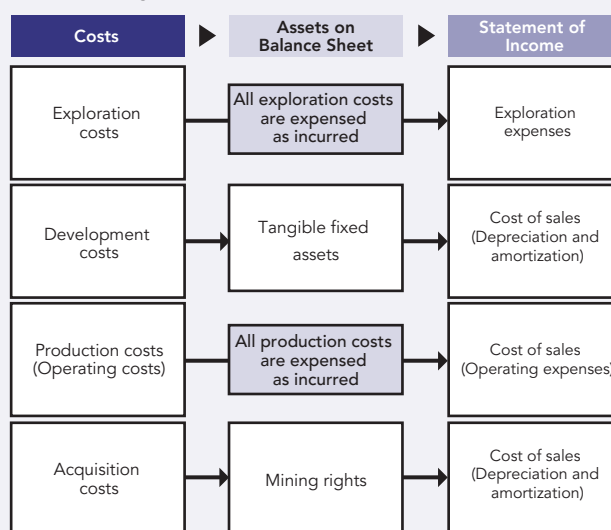 Costs
Assets on
Balance Sheet
Statement of
Income
Exploration
costs
All exploration costs
are expensed
as incurred
Exploration
expenses
Development
costs
Tangible fixed
assets
Cost of sales
(Depreciation and
amortization)
Production costs
(Operating costs)
All production costs
are expensed
as incurred
Cost of sales
(Operating expenses)
Acquisition
costs
Mining rights
Cost of sales
(Depreciation and
amortization)